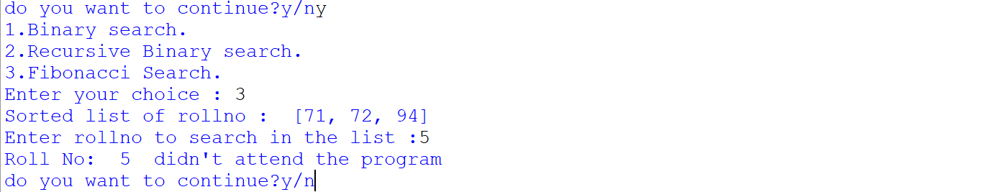 do you want to continue?y/ny
1.Binary search.
2.Recursive Binary search.
3.Fibonacci Search.
Enter your choice : 3
Sorted list of rollno :  [71, 72, 94]
Enter rollno to search in the list :5
Roll No:  5  didn't attend the program
do you want to continue?y/n